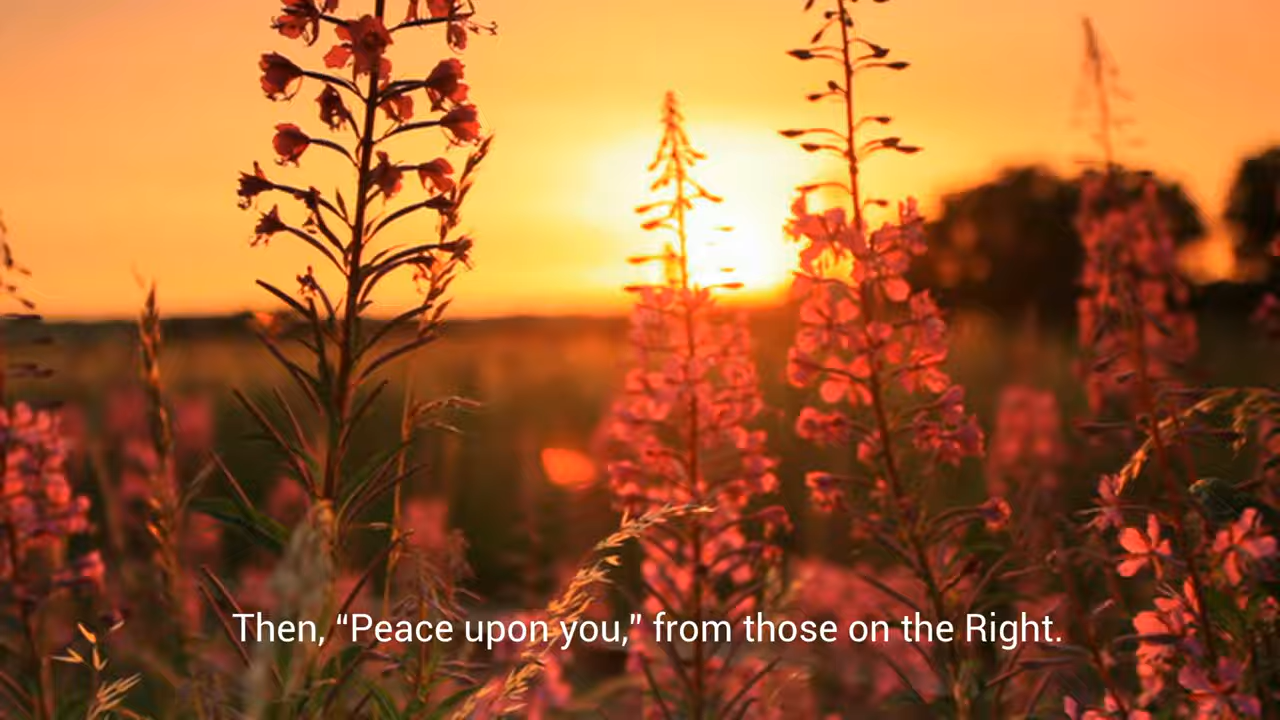 Then, “Peace upon you,” from those on the Right.